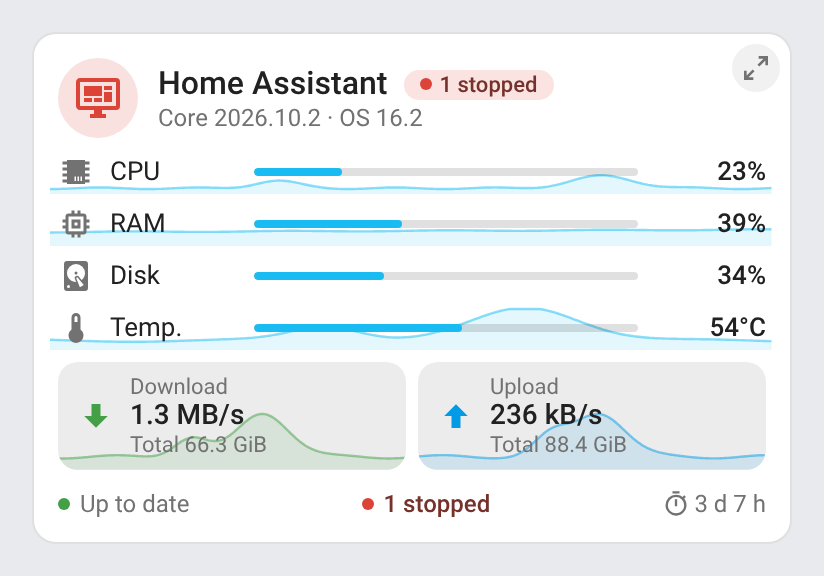 Home Assistant
1 stopped
Core 2026.10.2 · OS 16.2
CPU 23%
RAM 39%
Disk 34%
Temp. 54°C
Download
1.3 MB/s
Total 66.3 GiB
Upload
236 kB/s
Total 88.4 GiB
Up to date
1 stopped
3 d 7 h